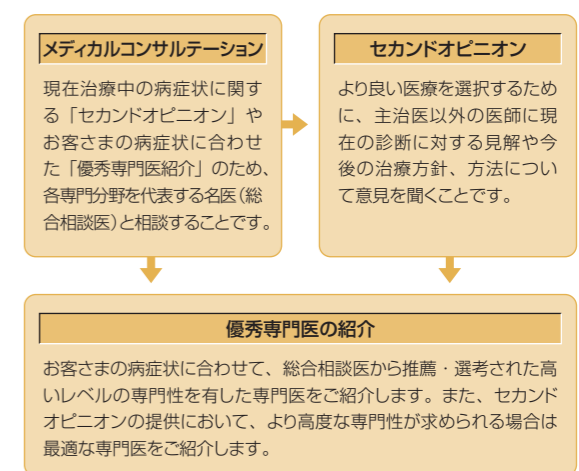 メディカルコンサルテーション
現在治療中の病症状に関す
る「セカンドオピニオン」や
お客さまの病症状に合わせ
た「優秀専門医紹介」のため、
各専門分野を代表する名医（総
合相談医）と相談することです。
セカンドオピニオン
より良い医療を選択するため
に、主治医以外の医師に現
在の診断に対する見解や今
後の治療方針、方法につい
て意見を聞くことです。
優秀専門医の紹介
お客さまの病症状に合わせて、総合相談医から推薦・選考された高
いレベルの専門性を有した専門医をご紹介します。また、セカンド
オピニオンの提供において、より高度な専門性が求められる場合は
最適な専門医をご紹介します。